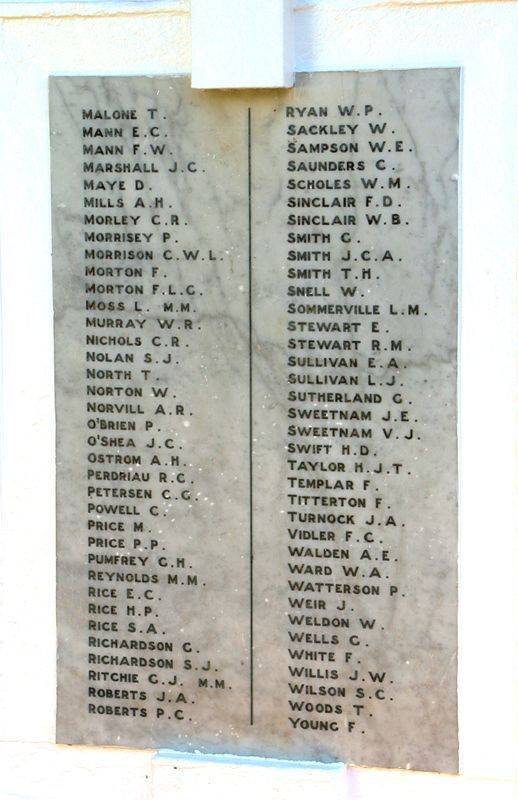 MALONE T.
MANN E.C.
MANN F.W.
MARSHALL J.C.
MAYE D.
MILLS A.H.
MORLEY C.R.
MORRISEY P.
MORRISON C.W.L.
MORTON F.
MORTON F.L.G.
MOSS L. M.M.
MURRAY W.R.
NICHOLS C.R.
NOLAN S.J.
NORTH T.
NORTON W.
NORVILL A.R.
O'BRIEN P.
O'SHEA J.C.
OSTROM A.H.
PERDRIAU R.C.
PETERSEN C.G.
POWELL G.
PRICE M.
PRICE P.P.
PUMFREY G.H.
REYNOLDS M.M.
RICE E.C.
RICE H.P.
RICE S.A.
RICHARDSON G.
RICHARDSON S.J.
RITCHIE G.J. M.M.
ROBERTS J.A.
ROBERTS P.C.
RYAN W.P.
SACKLEY W.
SAMPSON W.E.
SAUNDERS C.
SCHOLES W.M.
SINCLAIR F.D.
SINCLAIR W.B.
SMITH G.
SMITH J.C.A.
SMITH T.H.
SNELL W.
SOMMERVILLE L.M.
STEWART E.
STEWART R.M.
SULLIVAN E.A.
SULLIVAN L.J.
SUTHERLAND G.
SWEETNAM J.E.
SWEETNAM V.J.
SWIFT H.D.
TAYLOR H.J.T.
TEMPLAR F.
TITTERTON F.
TURNOCK J.A.
VIDLER F.C.
WALDEN A.E.
WARD W.A.
WATTERSON P.
WEIR J.
WELDON W.
WELLS G.
WHITE F.
WILLIS J.W.
WILSON S.C.
WOODS T.
YOUNG F.